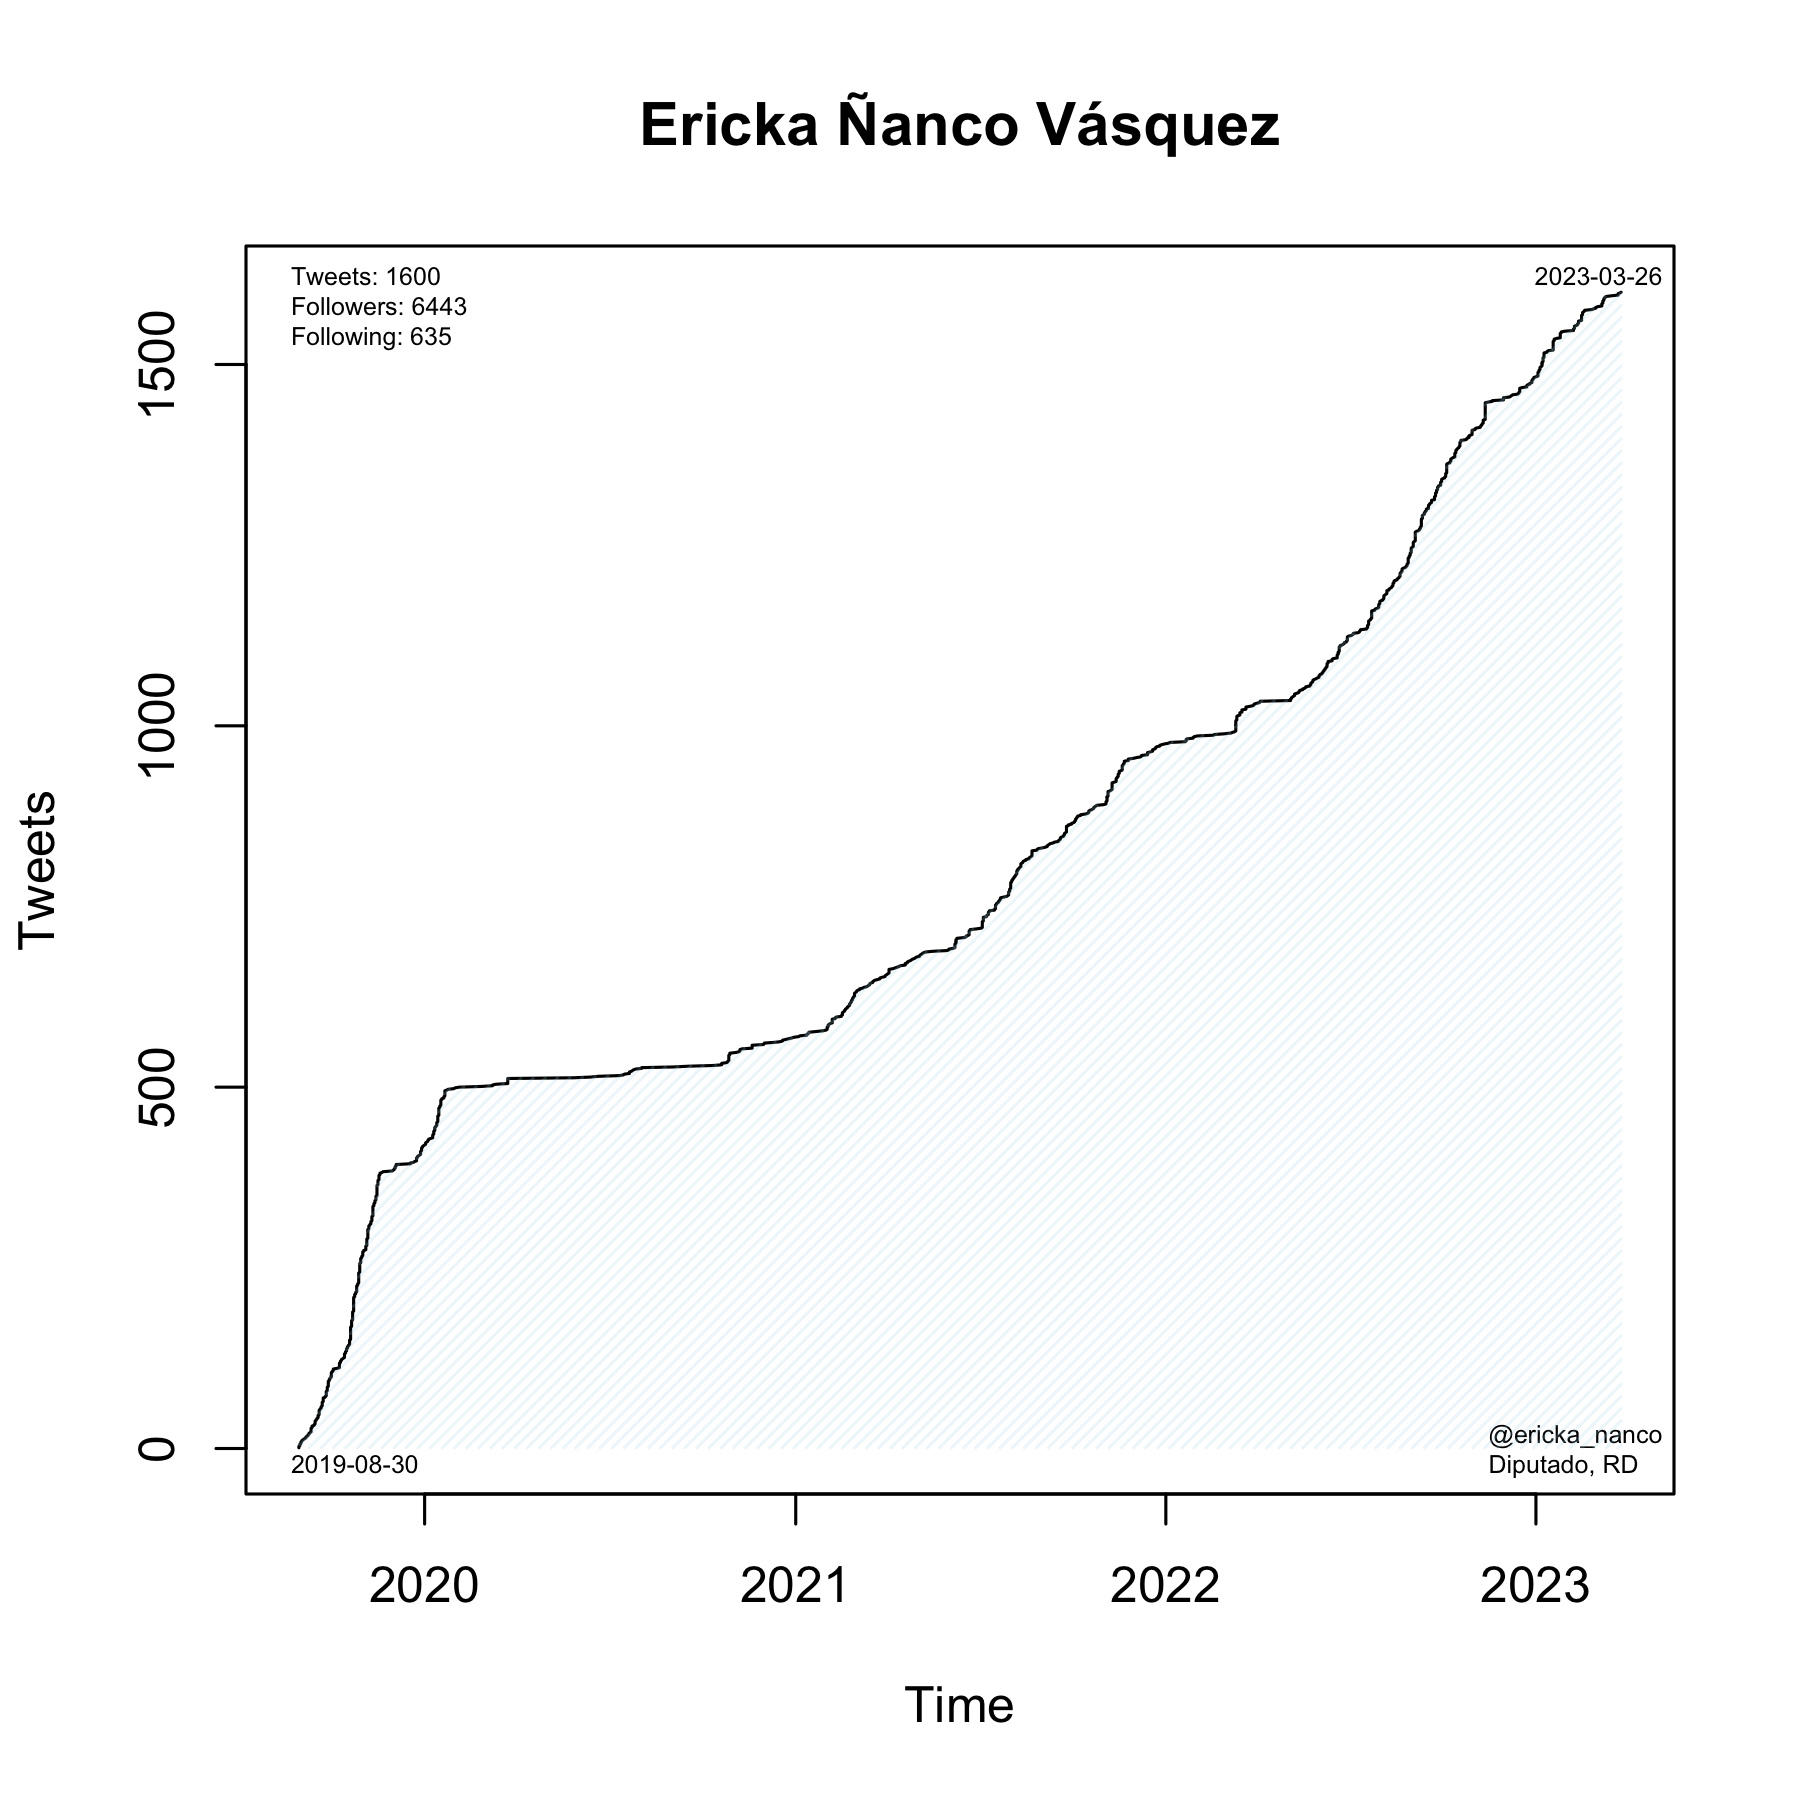 Ericka Ñanco Vásquez
Tweets: 1600
Followers: 6443
Following: 635
2023-03-26
1500
1000
500
0
Tweets
@ericka_nanco
Diputado, RD
2019-08-30
2020
2021
2022
2023
Time